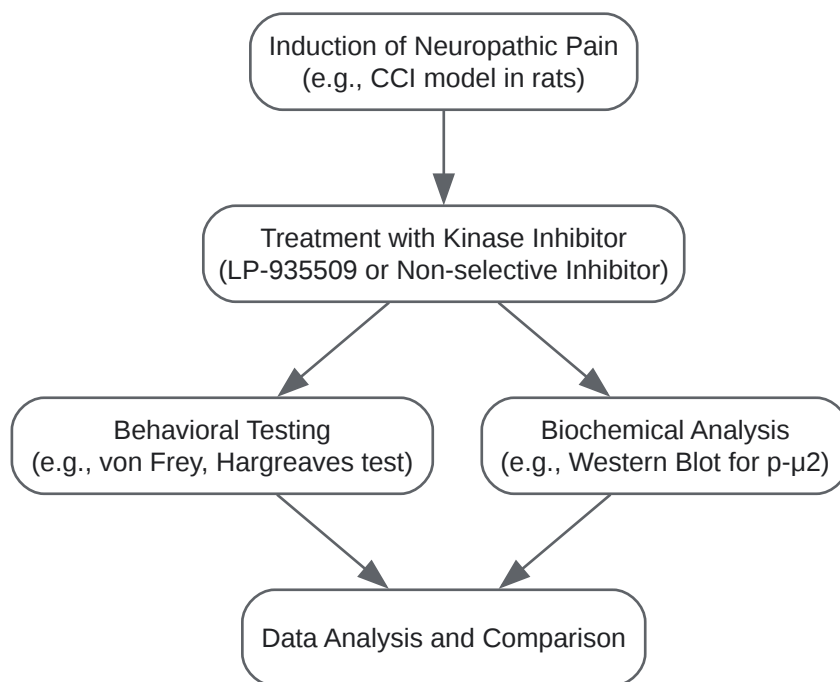 Induction of Neuropathic Pain
(e.g., CCI model in rats)
Treatment with Kinase Inhibitor
(LP-935509 or Non-selective Inhibitor)
Behavioral Testing
(e.g., von Frey, Hargreaves test)
Biochemical Analysis
(e.g., Western Blot for p-μ2)
Data Analysis and Comparison